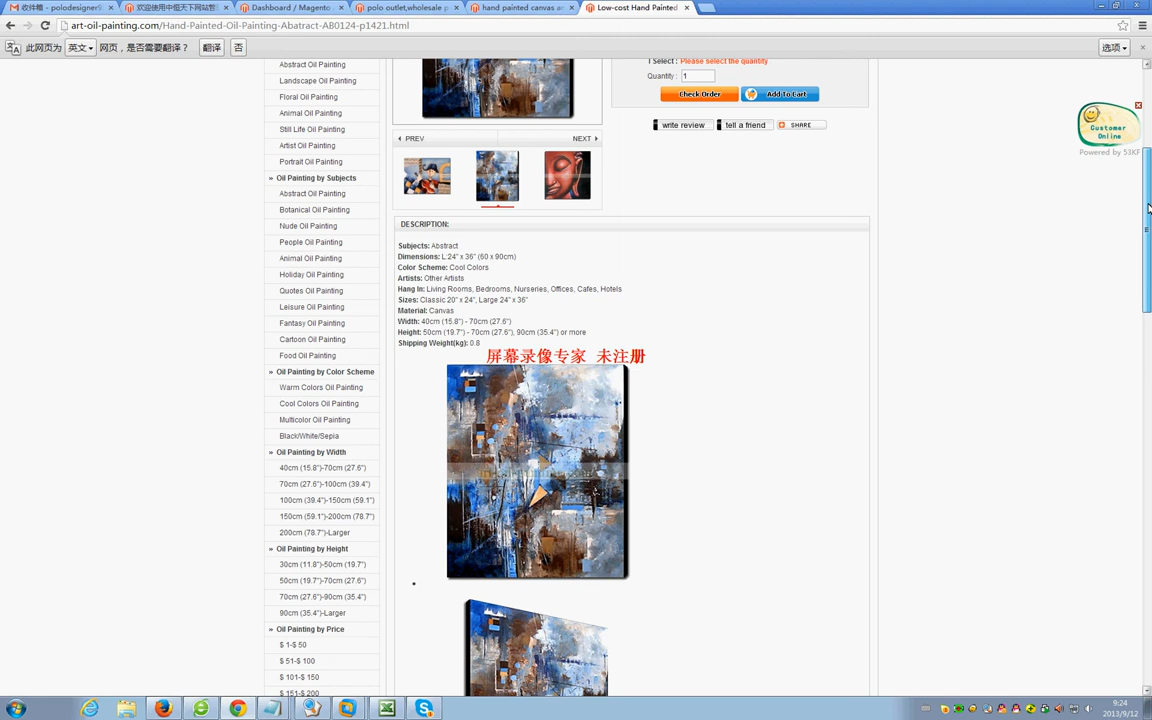 收件箱 - polodesigner9
欢迎使用中恒天下网站管
Dashboard / Magento
polo outlet,wholesale p
hand painted canvas a
Low-cost Hand Painted
art-oil-painting.com/Hand-Painted-Oil-Painting-Abatract-AB0124-p1421.html
此网页为 英文 网页，是否需要翻译？ 翻译 否 选项
Abstract Oil Painting
Landscape Oil Painting
Floral Oil Painting
Animal Oil Painting
Still Life Oil Painting
Artist Oil Painting
Portrait Oil Painting
» Oil Painting by Subjects
Abstract Oil Painting
Botanical Oil Painting
Nude Oil Painting
People Oil Painting
Animal Oil Painting
Holiday Oil Painting
Quotes Oil Painting
Leisure Oil Painting
Fantasy Oil Painting
Cartoon Oil Painting
Food Oil Painting
» Oil Painting by Color Scheme
Warm Colors Oil Painting
Cool Colors Oil Painting
Multicolor Oil Painting
Black/White/Sepia
» Oil Painting by Width
40cm (15.8")-70cm (27.6")
70cm (27.6")-100cm (39.4")
100cm (39.4")-150cm (59.1")
150cm (59.1")-200cm (78.7")
200cm (78.7")-Larger
» Oil Painting by Height
30cm (11.8")-50cm (19.7")
50cm (19.7")-70cm (27.6")
70cm (27.6")-90cm (35.4")
90cm (35.4")-Larger
» Oil Painting by Price
$ 1-$ 50
$ 51-$ 100
$ 101-$ 150
$ 151-$ 200
Please select the quantity
Quantity : 1
Check Order Add To Cart
write review tell a friend SHARE
PREV NEXT
DESCRIPTION:
Subjects: Abstract
Dimensions: L:24" x 36" (60 x 90cm)
Color Scheme: Cool Colors
Artists: Other Artists
Hang In: Living Rooms, Bedrooms, Nurseries, Offices, Cafes, Hotels
Sizes: Classic 20" x 24", Large 24" x 36"
Material: Canvas
Width: 40cm (15.8") - 70cm (27.6")
Height: 50cm (19.7") - 70cm (27.6"), 90cm (35.4") or more
Shipping Weight(kg): 0.8
屏幕录像专家 未注册
Customer
Online
Powered by 53KF
9:24
2013/9/12